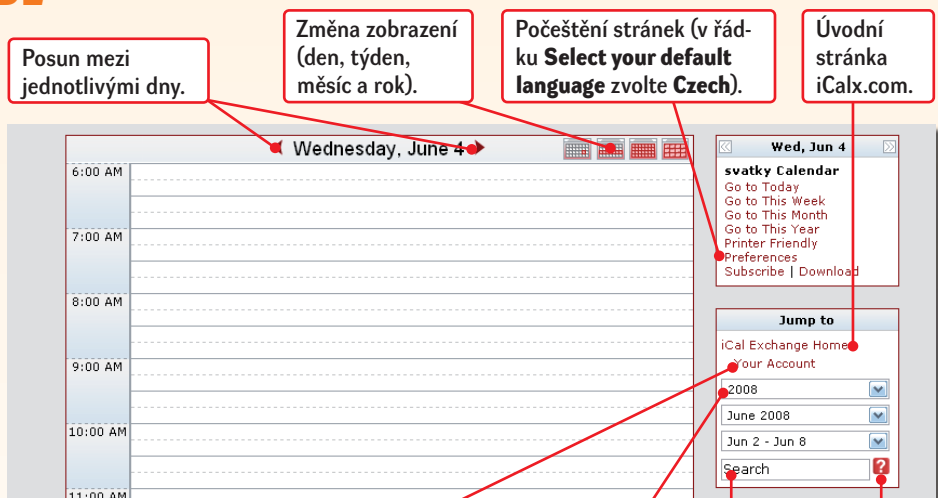 Posun mezi
jednotlivými dny.
Změna zobrazení
(den, týden,
měsíc a rok).
Počeštění stránek (v řád-
ku Select your default
language zvolte Czech).
Úvodní
stránka
iCalx.com.
Wednesday, June 4
6:00 AM
7:00 AM
8:00 AM
9:00 AM
10:00 AM
11:00 AM
Wed, Jun 4
svatky Calendar
Go to Today
Go to This Week
Go to This Month
Go to This Year
Printer Friendly
Preferences
Subscribe | Download
Jump to
iCal Exchange Home
Your Account
2008
June 2008
Jun 2 - Jun 8
Search
?